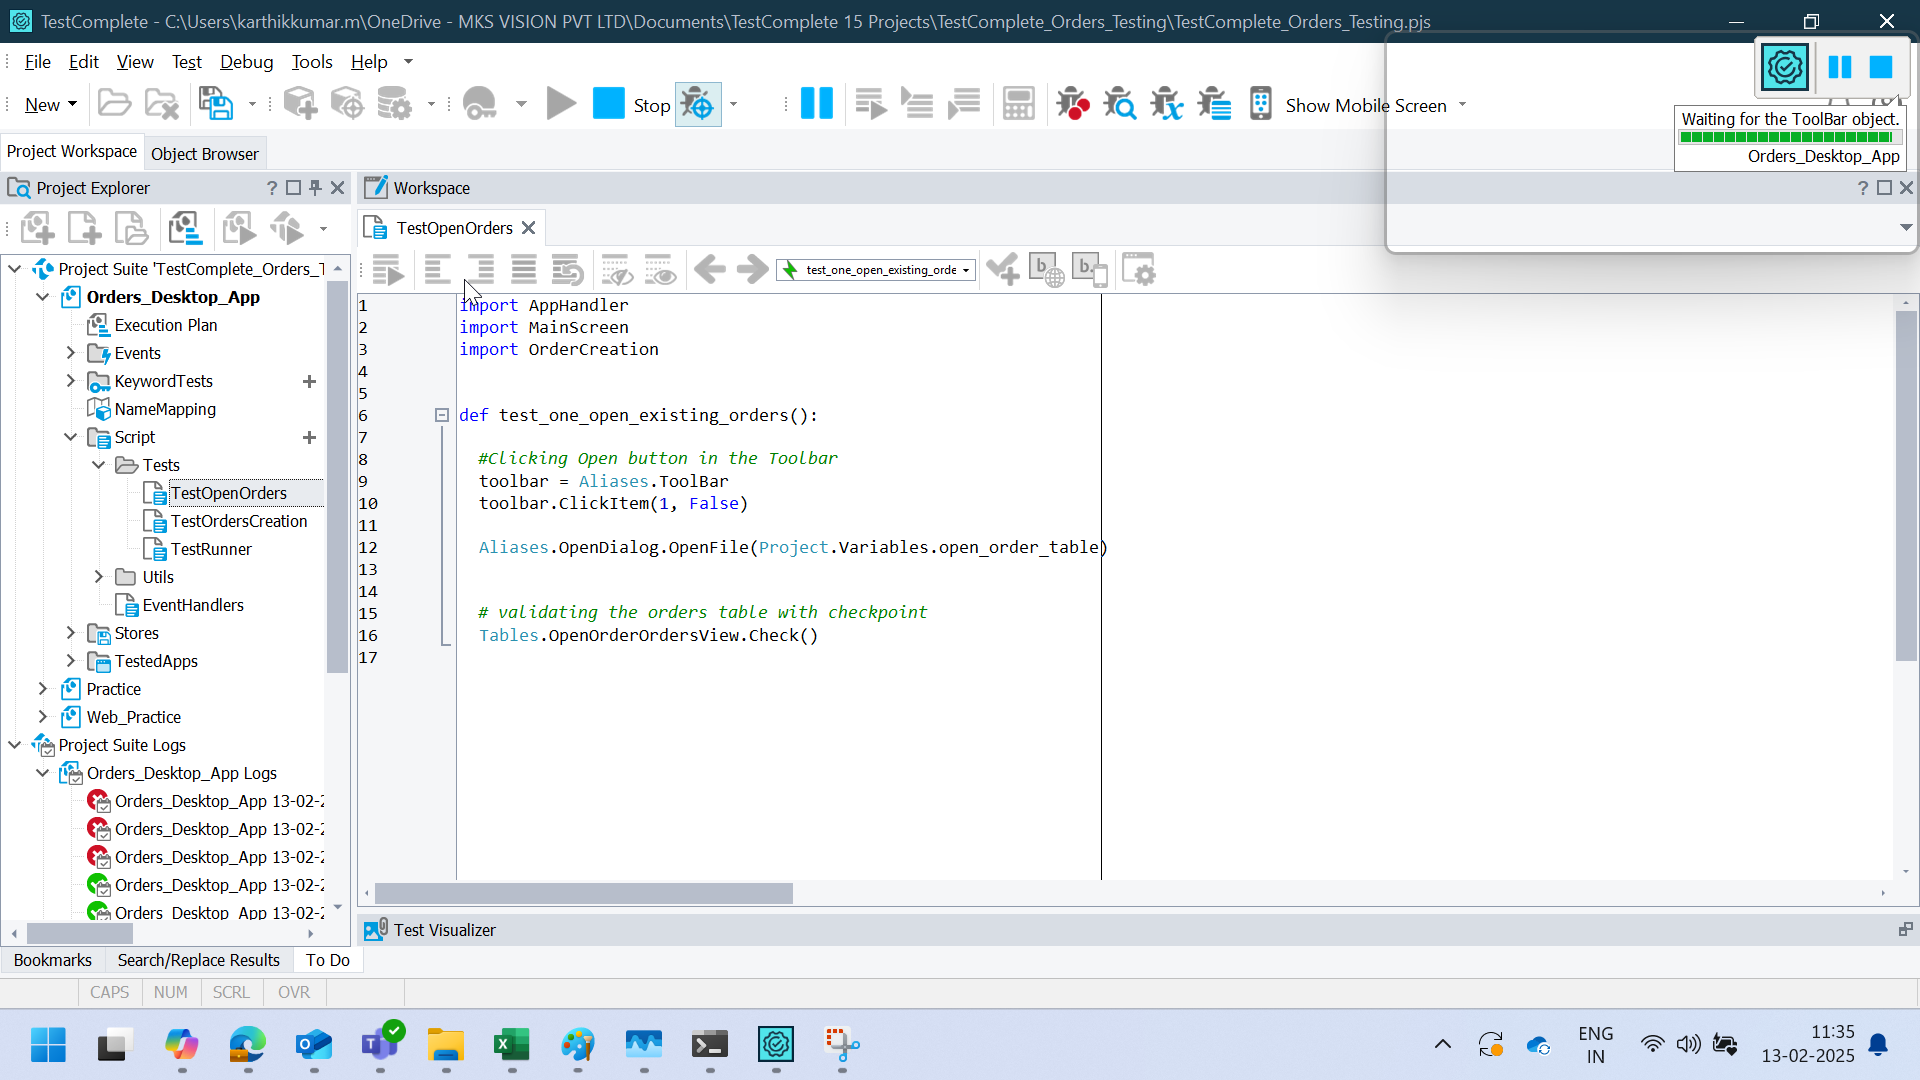 TestComplete - C:\Users\karthikkumar.m\OneDrive - MKS VISION PVT LTD\Documents\TestComplete 15 Projects\TestComplete_Orders_Testing\TestComplete_Orders_Testing.pjs
File Edit View Test Debug Tools Help
New Stop Show Mobile Screen
Waiting for the ToolBar object.
Orders_Desktop_App
Project Workspace Object Browser
Project Explorer
Workspace
TestOpenOrders
test_one_open_existing_orde
Project Suite 'TestComplete_Orders_T
Orders_Desktop_App
Execution Plan
Events
KeywordTests
NameMapping
Script
Tests
TestOpenOrders
TestOrdersCreation
TestRunner
Utils
EventHandlers
Stores
TestedApps
Practice
Web_Practice
Project Suite Logs
Orders_Desktop_App Logs
Orders_Desktop_App 13-02-2
Orders_Desktop_App 13-02-2
Orders_Desktop_App 13-02-2
Orders_Desktop_App 13-02-2
Orders_Desktop_App 13-02-2
1 import AppHandler
2 import MainScreen
3 import OrderCreation
4
5
6 def test_one_open_existing_orders():
7
8 #Clicking Open button in the Toolbar
9 toolbar = Aliases.ToolBar
10 toolbar.ClickItem(1, False)
11
12 Aliases.OpenDialog.OpenFile(Project.Variables.open_order_table)
13
14
15 # validating the orders table with checkpoint
16 Tables.OpenOrderOrdersView.Check()
17
Test Visualizer
Bookmarks Search/Replace Results To Do
CAPS NUM SCRL OVR
ENG
IN
11:35
13-02-2025